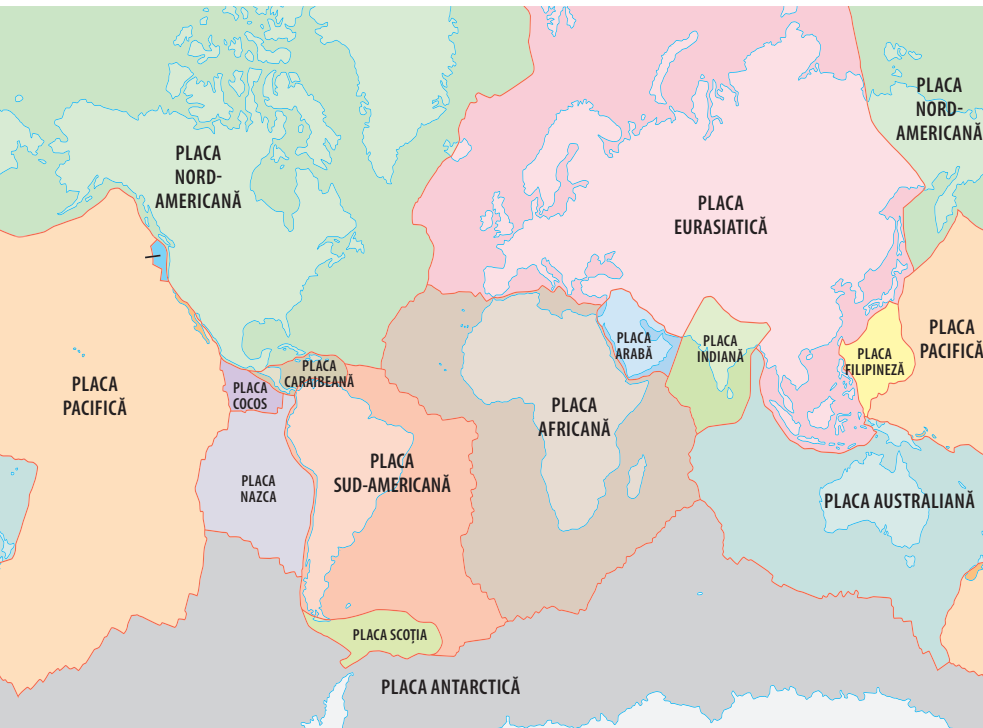 PLACA
NORD-
AMERICANĂ
PLACA
NORD-
AMERICANĂ
PLACA
EURASIATICĂ
PLACA
PACIFICĂ
PLACA
COCOS
PLACA
CARAIBEANĂ
PLACA
ARABĂ
PLACA
INDIANĂ
PLACA
FILIPINEZĂ
PLACA
PACIFICĂ
PLACA
NAZCA
PLACA
SUD-AMERICANĂ
PLACA
AFRICANĂ
PLACA AUSTRALIANĂ
PLACA SCOȚIA
PLACA ANTARCTICĂ